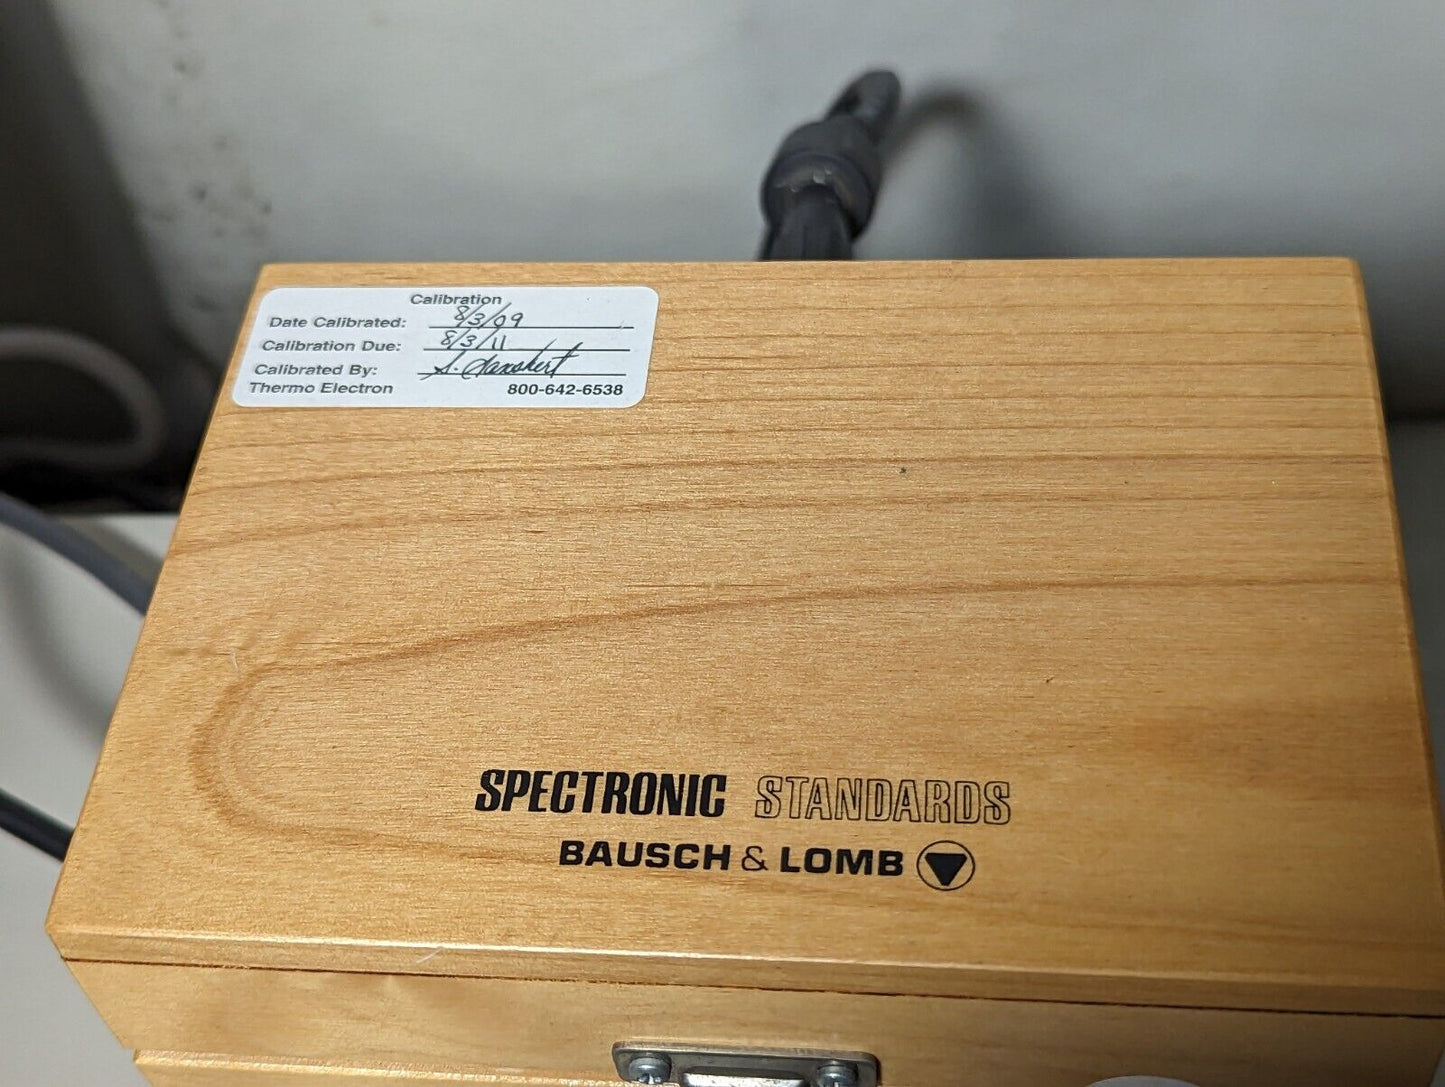 Calibration
Date Calibrated: 8/3/09
Calibration Due: 8/3/11
Calibrated By: S.
Thermo Electron 800-642-6538
SPECTRONIC STANDARDS
BAUSCH & LOMB